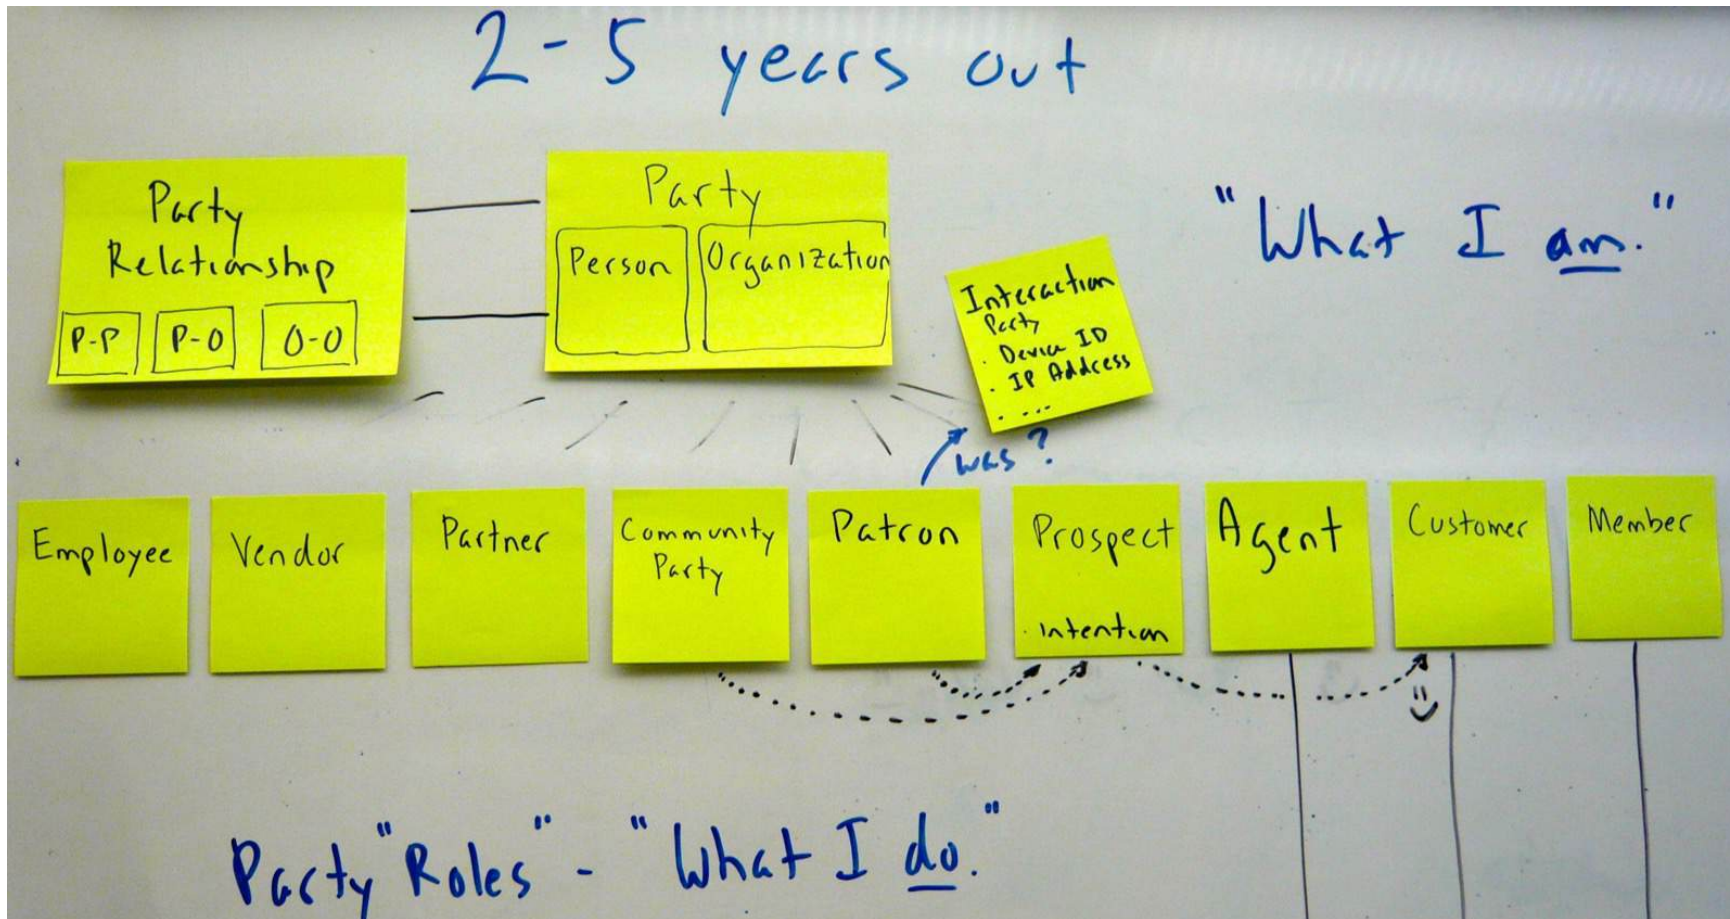 2-5 years out
Party
Relationship
P-P P-O O-O
Party
Person Organization
"What I am."
Interaction
Party
. Device ID
. IP Address
. ...
was?
Employee
Vendor
Partner
Community
Party
Patron
Prospect
. intention
Agent
Customer
Member
Party "Roles" - "What I do."